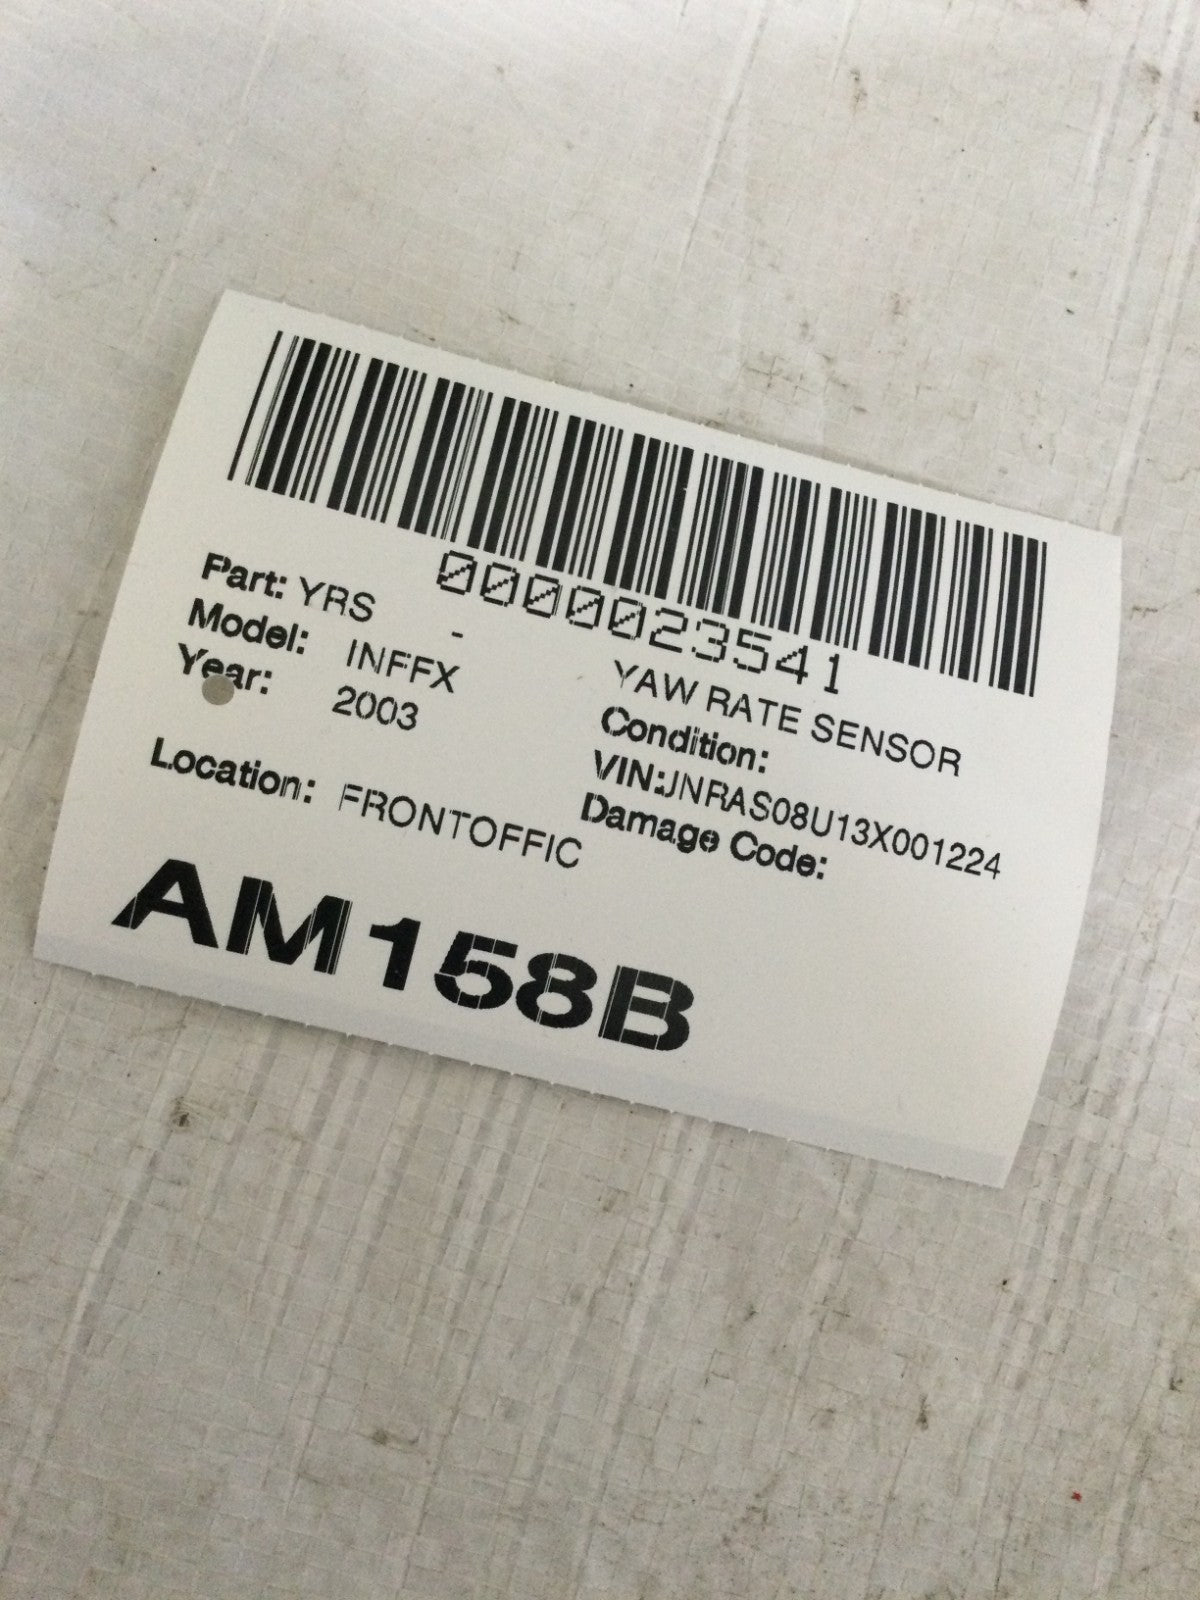 0000023541
Part: YRS -
YAW RATE SENSOR
Model: INFFX
Condition:
Year: 2003
VIN:JNRAS08U13X001224
Damage Code:
Location: FRONTOFFIC
AM158B